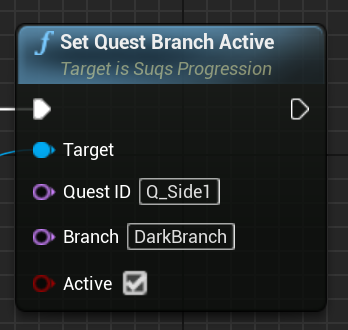 Set Quest Branch Active
Target is Suqs Progression
Target
Quest ID Q_Side1
Branch DarkBranch
Active